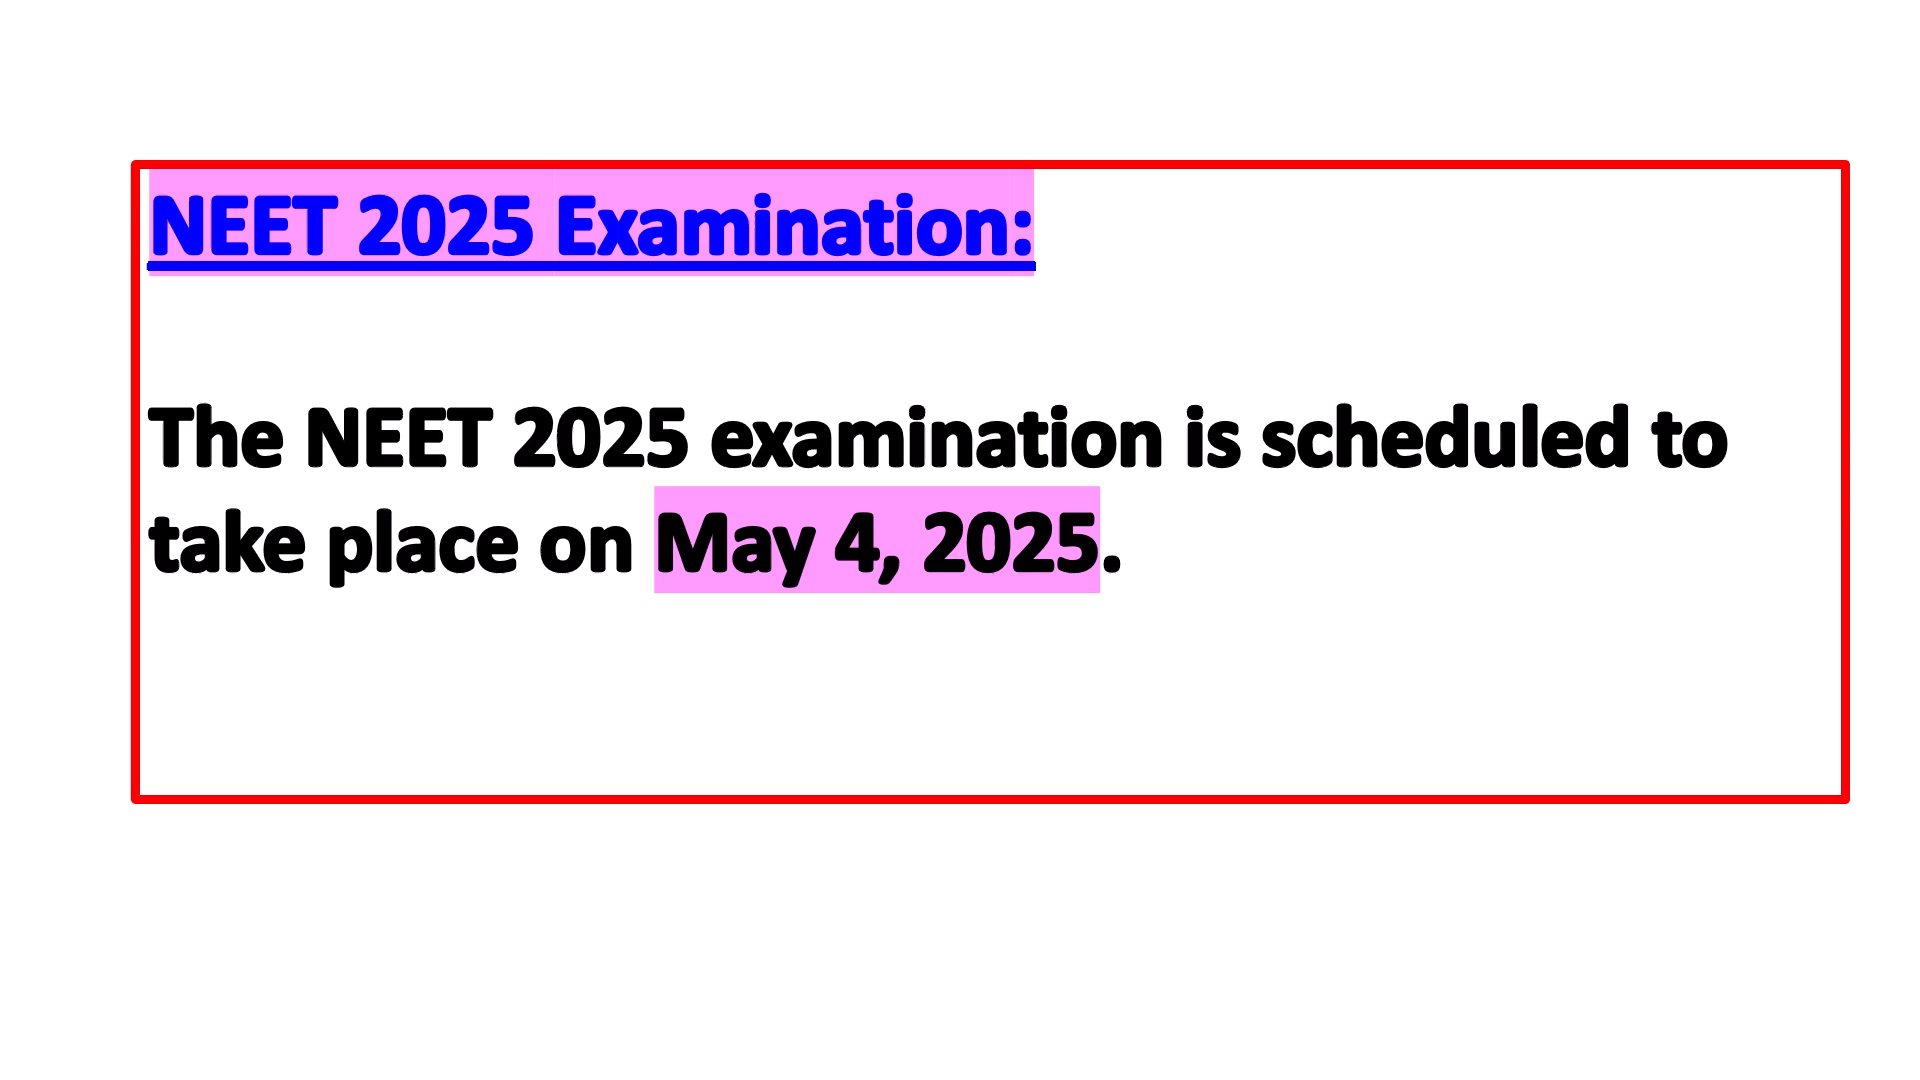 NEET 2025 Examination:
The NEET 2025 examination is scheduled to
take place on May 4, 2025.